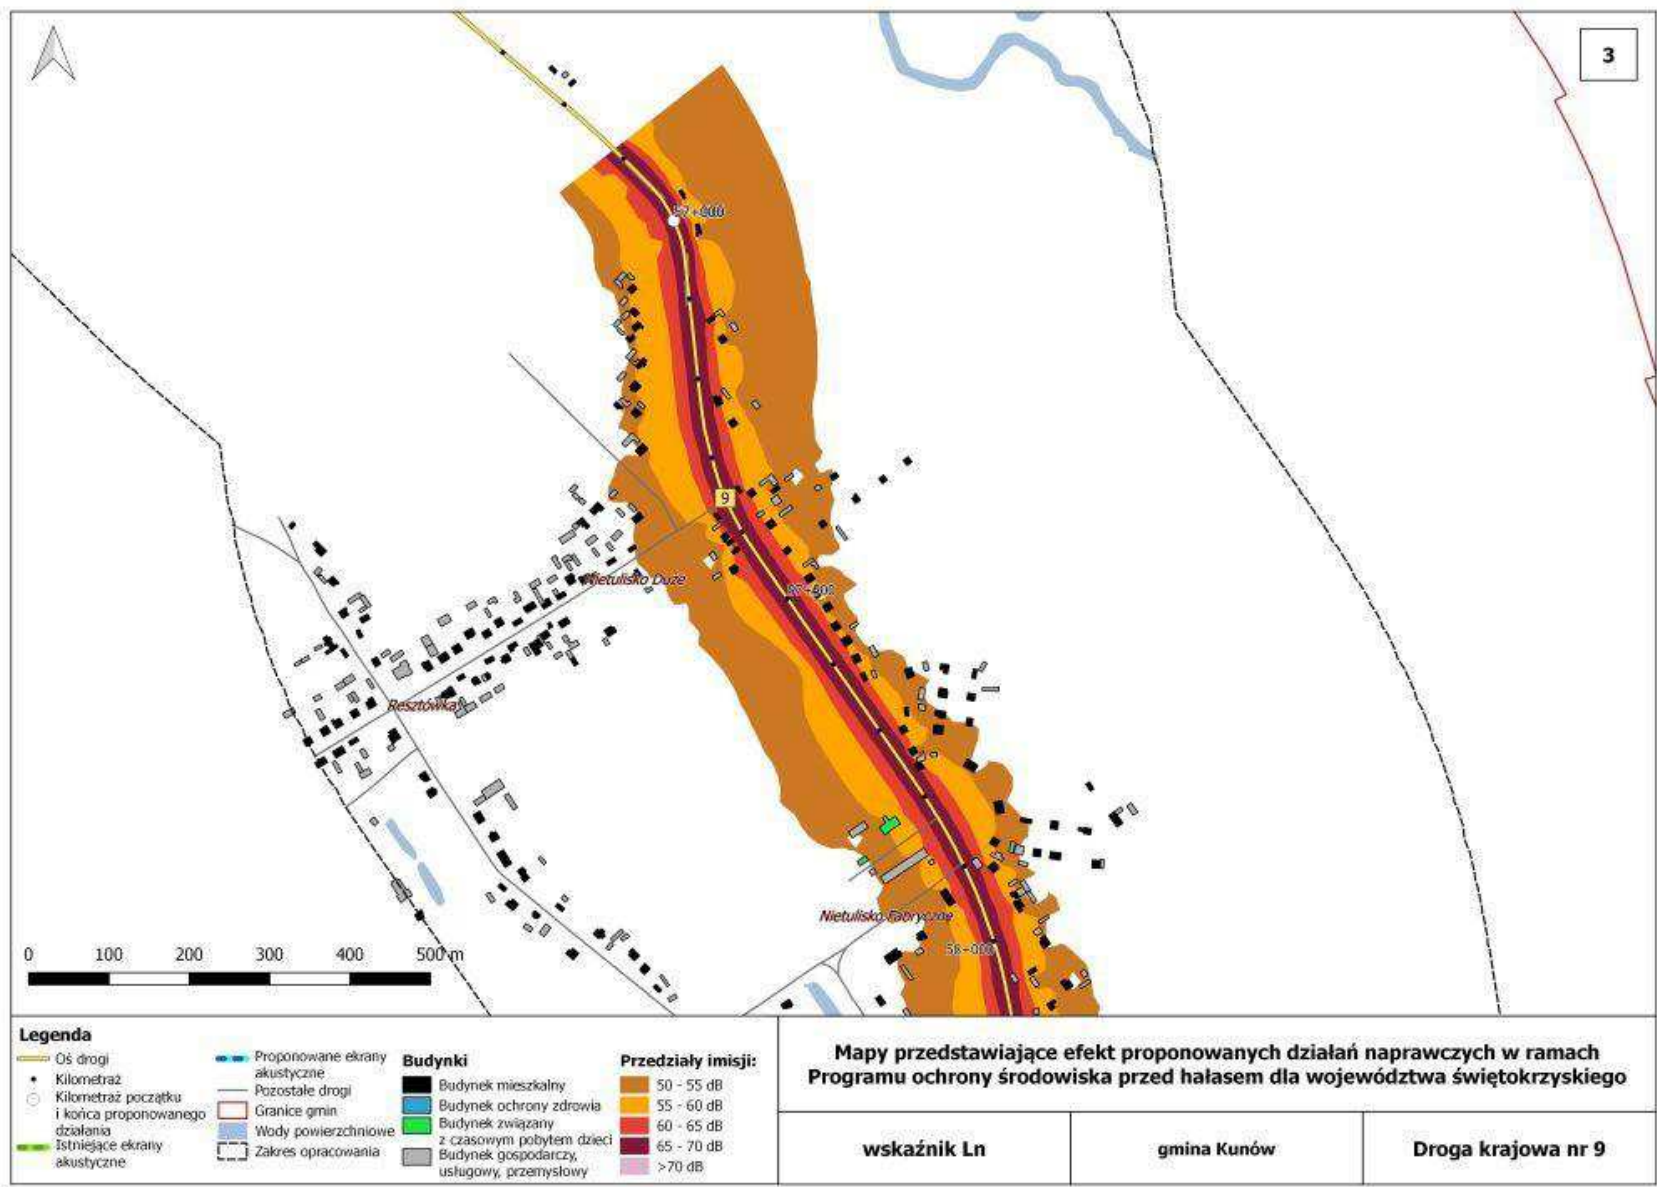 3
57+000
9
57+500
Nietulisko Duże
Resztówka
Nietulisko Fabryczne
58+000
0 100 200 300 400 500 m
Legenda
Oś drogi
Kilometraż
Kilometraż początku
i końca proponowanego
działania
Istniejące ekrany
akustyczne
Proponowane ekrany
akustyczne
Pozostałe drogi
Granice gmin
Wody powierzchniowe
Zakres opracowania
Budynki
Budynek mieszkalny
Budynek ochrony zdrowia
Budynek związany
z czasowym pobytem dzieci
Budynek gospodarczy,
usługowy, przemysłowy
Przedziały imisji:
50 - 55 dB
55 - 60 dB
60 - 65 dB
65 - 70 dB
>70 dB
Mapy przedstawiające efekt proponowanych działań naprawczych w ramach
Programu ochrony środowiska przed hałasem dla województwa świętokrzyskiego
wskaźnik Ln
gmina Kunów
Droga krajowa nr 9